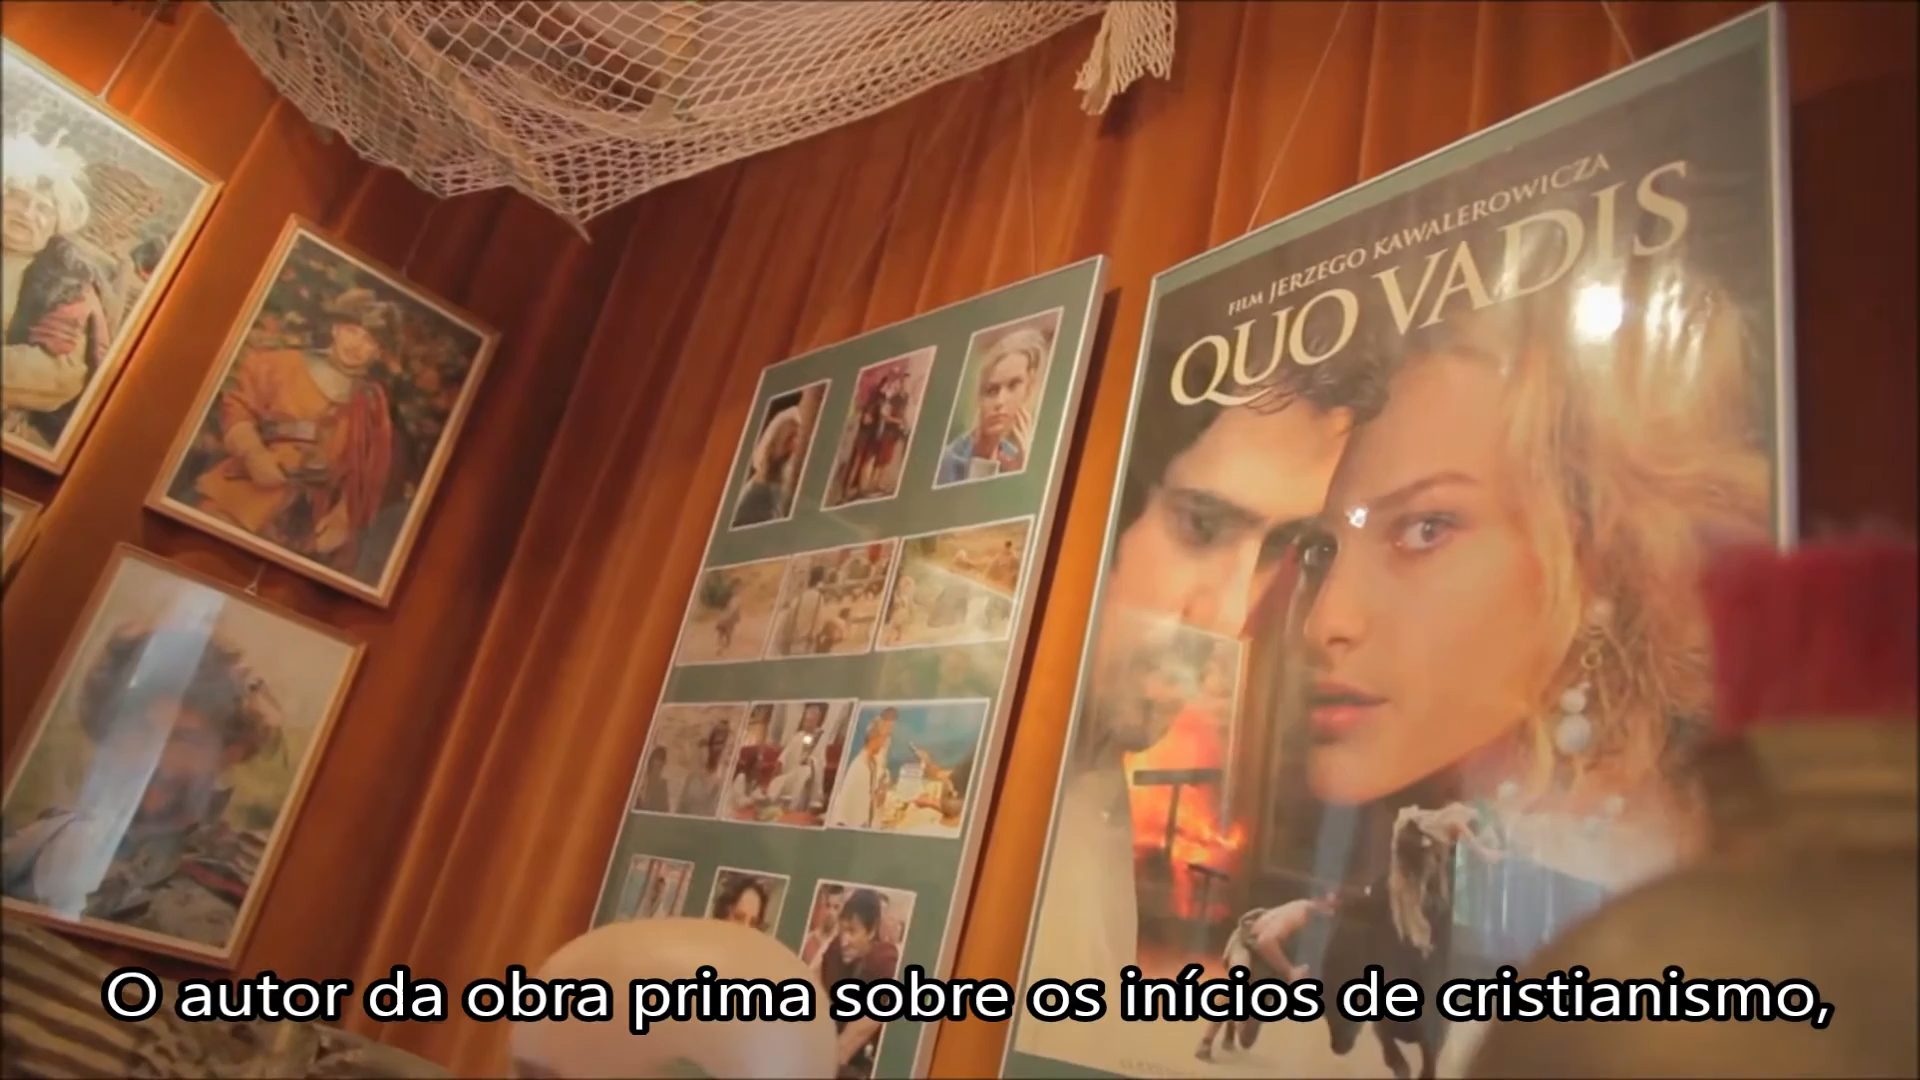 FILM JERZEGO KAWALEROWICZA
QUO VADIS
O autor da obra prima sobre os inícios de cristianismo,